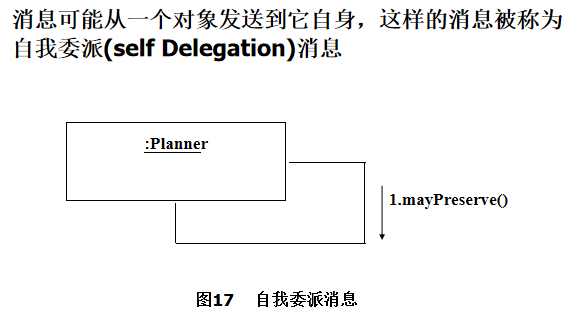 消息可能从一个对象发送到它自身，这样的消息被称为
自我委派(self Delegation)消息
:Planner
1.mayPreserve()
图17 自我委派消息